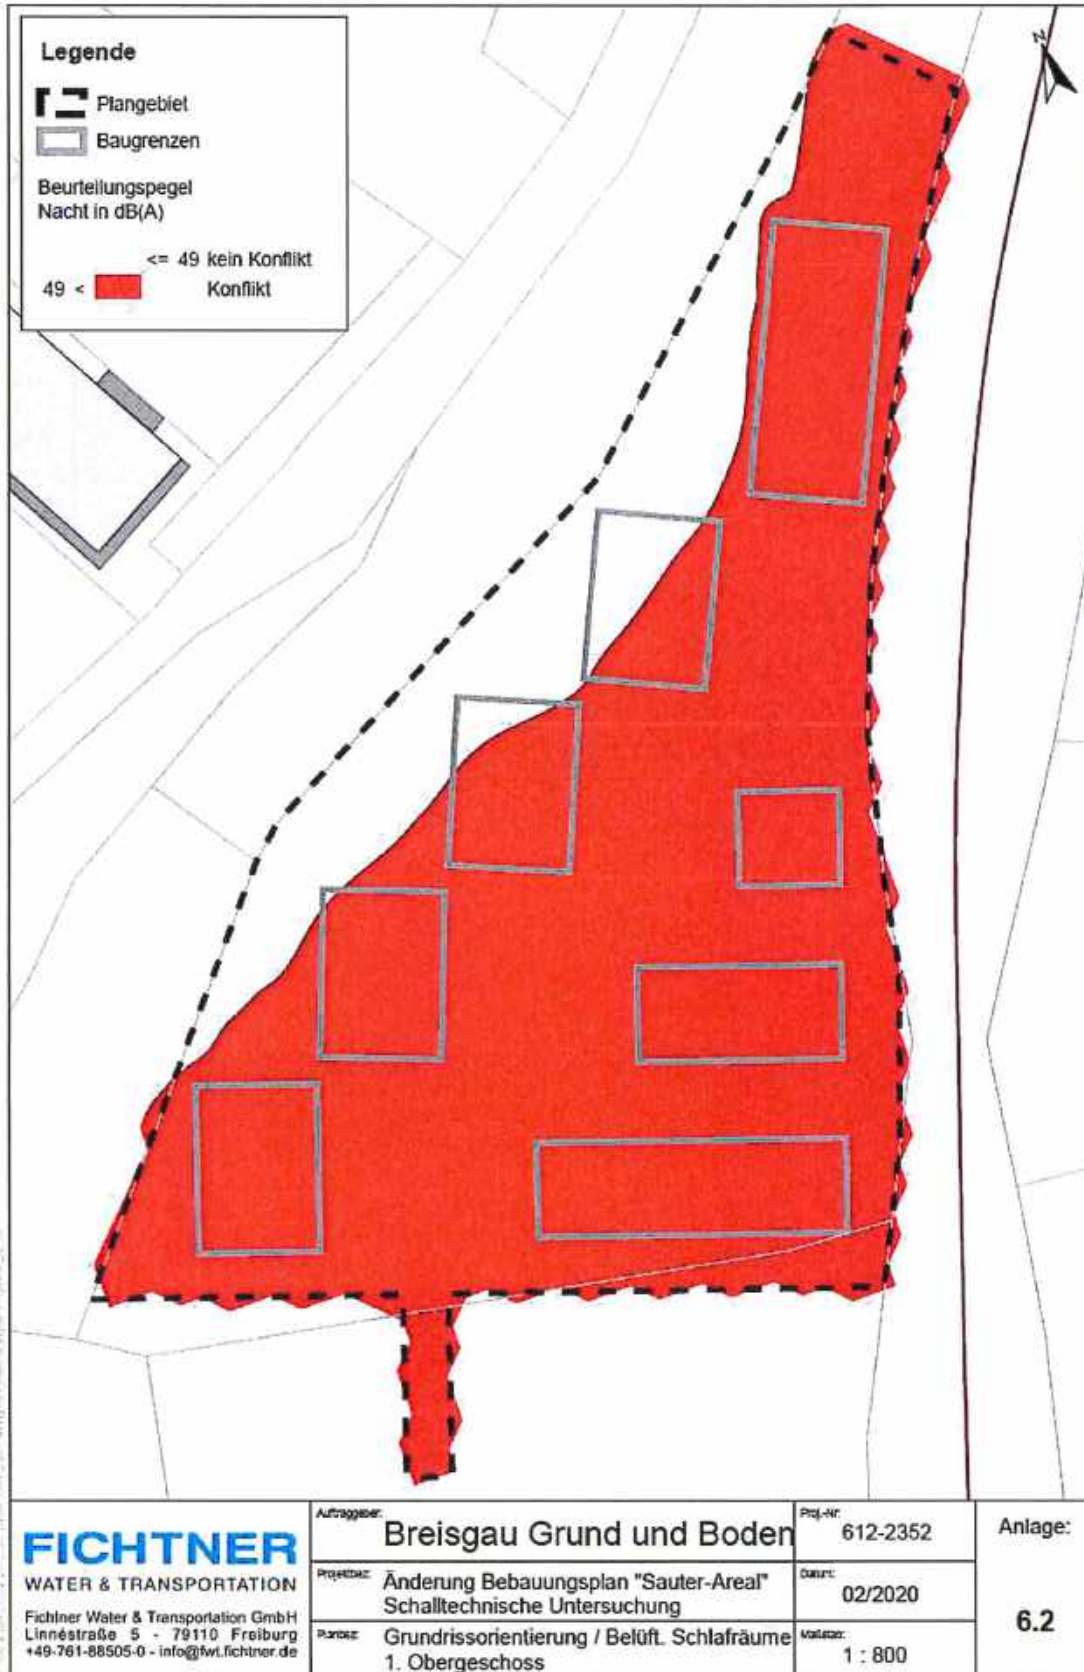 Legende
Plangebiet
Baugrenzen
Beurteilungspegel
Nacht in dB(A)
<= 49 kein Konflikt
49 < Konflikt
N
FICHTNER
WATER & TRANSPORTATION
Fichtner Water & Transportation GmbH
Linnéstraße 5 - 79110 Freiburg
+49-761-88505-0 - info@fwt.fichtner.de
Auftraggeber:
Breisgau Grund und Boden
Proj.-Nr:
612-2352
Projektbez:
Änderung Bebauungsplan "Sauter-Areal"
Schalltechnische Untersuchung
Datum:
02/2020
Planbez:
Grundrissorientierung / Belüft. Schlafräume
1. Obergeschoss
Maßstab:
1 : 800
Anlage:
6.2